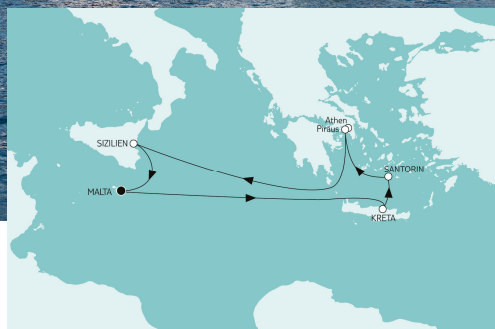 Athen
Piräus
SIZILIEN
SANTORIN
MALTA
KRETA